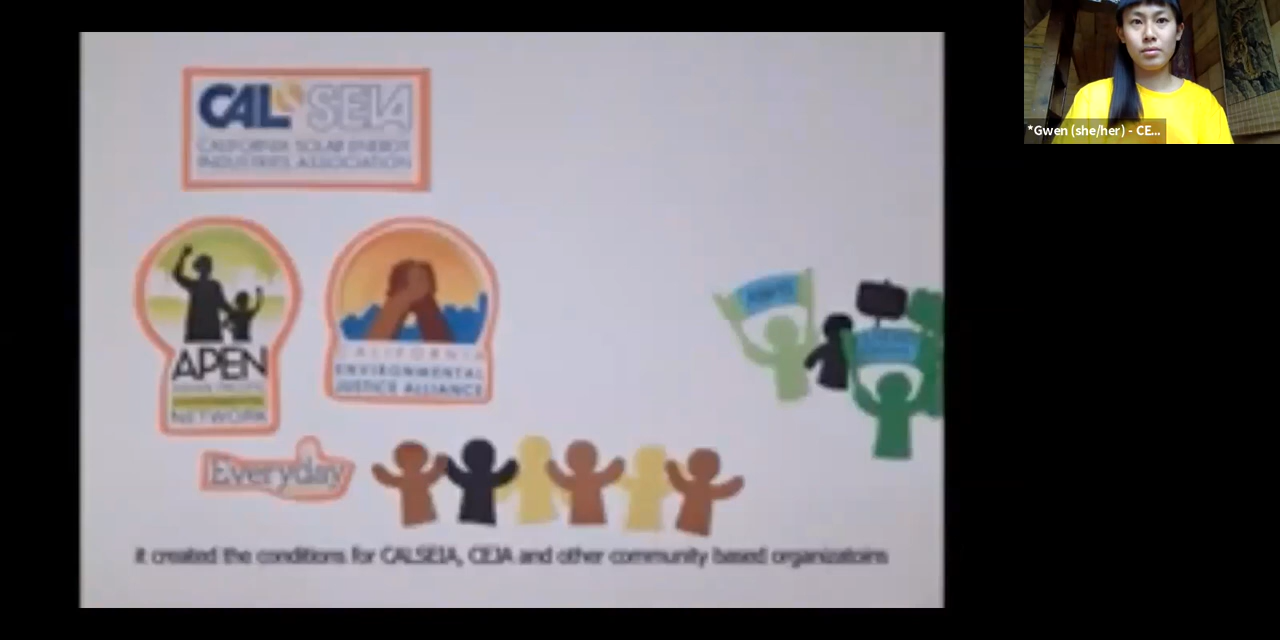 CAL SEIA
CALIFORNIA SOLAR ENERGY
INDUSTRIES ASSOCIATION
*Gwen (she/her) - CE...
APEN
NETWORK
CALIFORNIA
ENVIRONMENTAL
JUSTICE ALLIANCE
Everyday
it created the conditions for CALSEIA, CEJA and other community based organizatoins